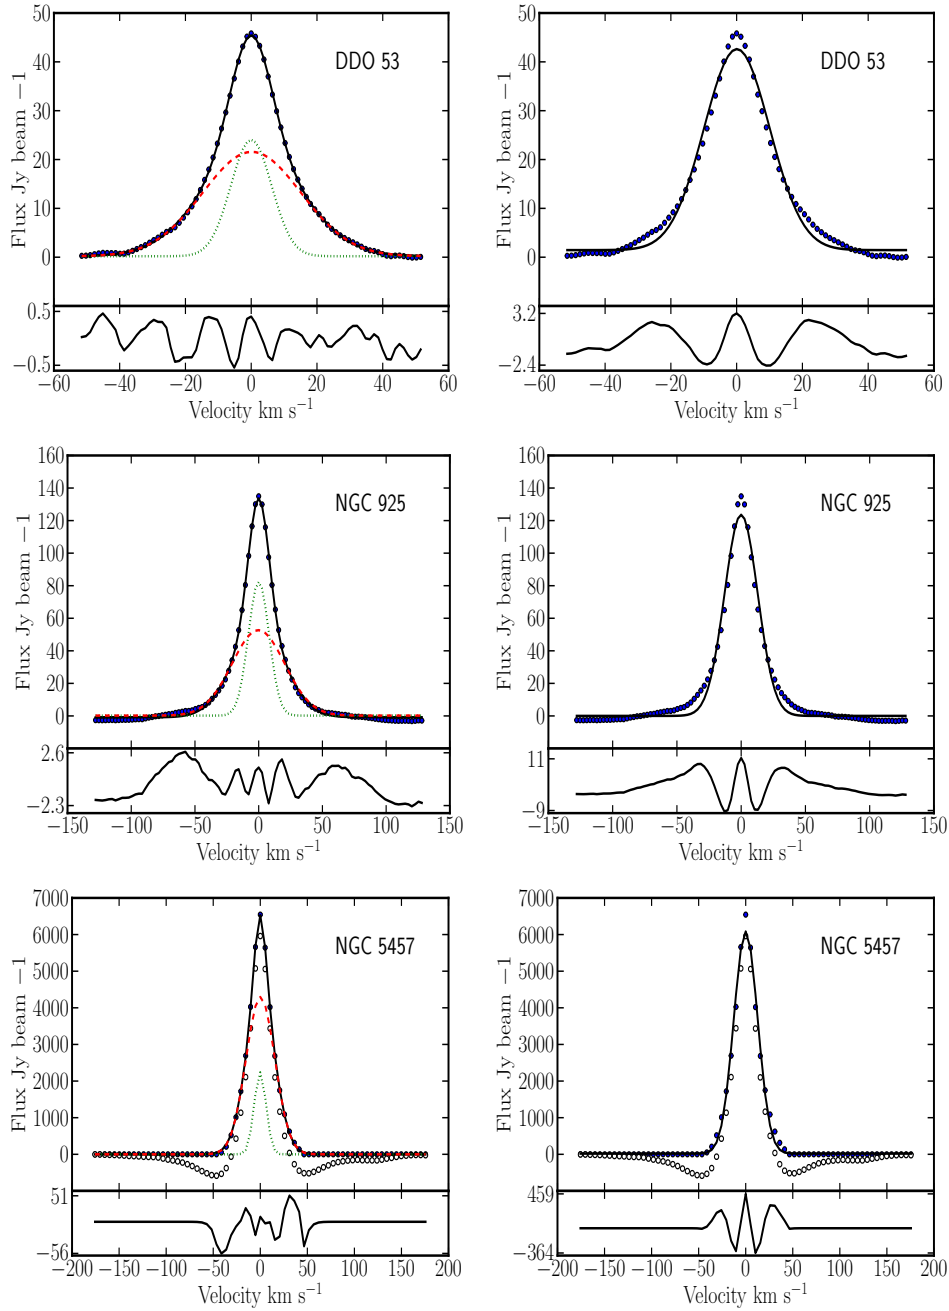 50
40
30
20
10
0
Flux Jy beam −1
DDO 53
0.5
−0.5
−60 −40 −20 0 20 40 60
Velocity km s−1
50
40
30
20
10
0
Flux Jy beam −1
DDO 53
3.2
−2.4
−60 −40 −20 0 20 40 60
Velocity km s−1
160
140
120
100
80
60
40
20
0
Flux Jy beam −1
NGC 925
2.6
−2.3
−150 −100 −50 0 50 100 150
Velocity km s−1
160
140
120
100
80
60
40
20
0
Flux Jy beam −1
NGC 925
11
−9
−150 −100 −50 0 50 100 150
Velocity km s−1
7000
6000
5000
4000
3000
2000
1000
0
Flux Jy beam −1
NGC 5457
51
−56
−200 −150 −100 −50 0 50 100 150 200
Velocity km s−1
7000
6000
5000
4000
3000
2000
1000
0
Flux Jy beam −1
NGC 5457
459
−364
−200 −150 −100 −50 0 50 100 150 200
Velocity km s−1